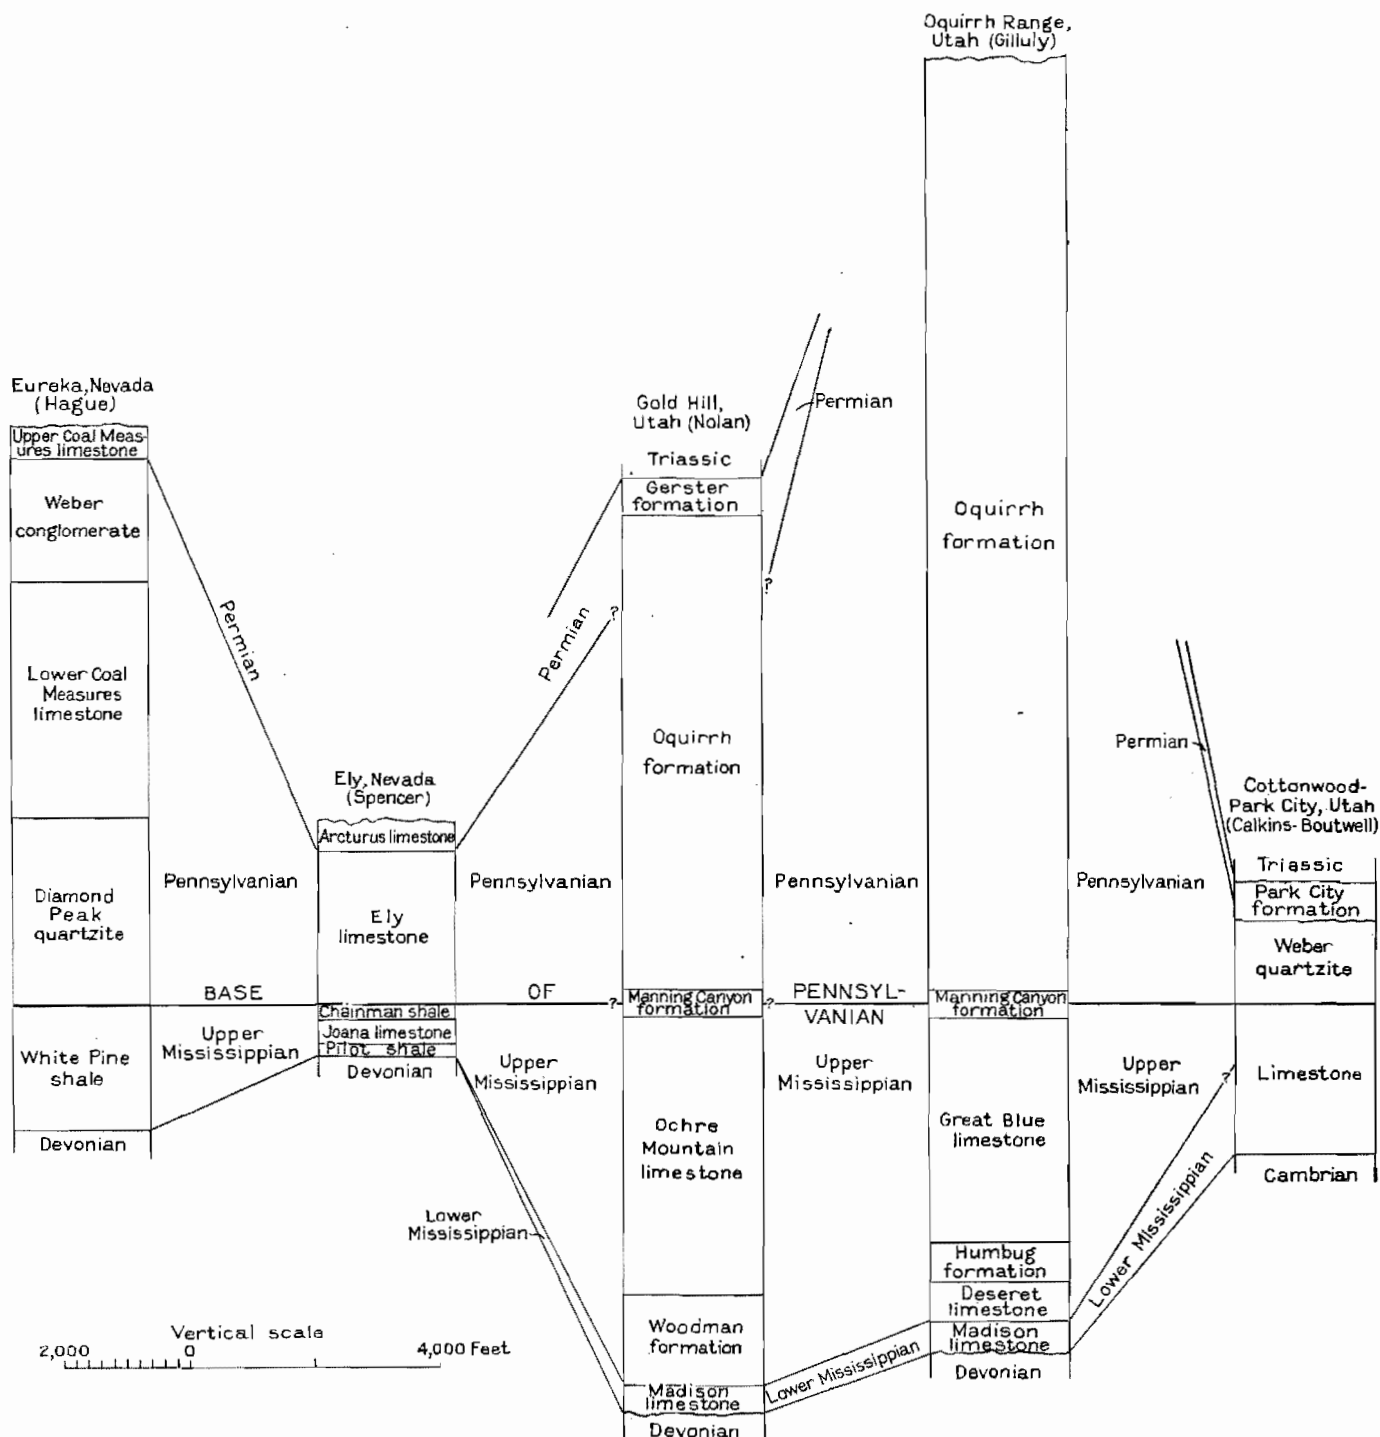 Oquirrh Range,
Utah (Gilluly)
Oquirrh
formation
Manning Canyon
formation
Great Blue
limestone
Humbug
formation
Deseret
limestone
Madison
limestone
Devonian
Eureka, Nevada
(Hague)
Upper Coal Meas-
ures limestone
Weber
conglomerate
Lower Coal
Measures
limestone
Diamond
Peak
quartzite
White Pine
shale
Devonian
Permian
Pennsylvanian
BASE
Upper
Mississippian
Ely, Nevada
(Spencer)
Arcturus limestone
Ely
limestone
Chainman shale
Joana limestone
Pilot shale
Devonian
Permian
?
Pennsylvanian
OF
?
Upper
Mississippian
Lower
Mississippian
Gold Hill,
Utah (Nolan)
Triassic
Gerster
formation
Oquirrh
formation
Manning Canyon
formation
Ochre
Mountain
limestone
Woodman
formation
Madison
limestone
Devonian
Permian
?
Pennsylvanian
?
PENNSYL-
VANIAN
Upper
Mississippian
Lower Mississippian
Permian
Pennsylvanian
Upper
Mississippian
?
Lower Mississippian
Cottonwood-
Park City, Utah
(Calkins-Boutwell)
Triassic
Park City
formation
Weber
quartzite
Limestone
Cambrian
Vertical scale
2,000 0 4,000 Feet